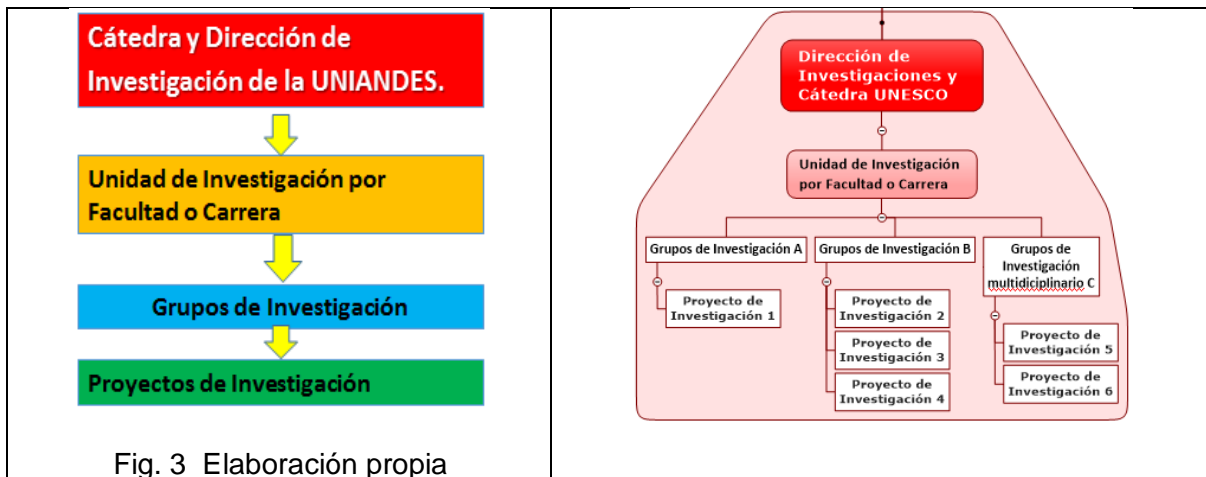 Cátedra y Dirección de
Investigación de la UNIANDES.
Unidad de Investigación por
Facultad o Carrera
Grupos de Investigación
Proyectos de Investigación
Fig. 3  Elaboración propia
Dirección de
Investigaciones y
Cátedra UNESCO
Unidad de Investigación
por Facultad o Carrera
Grupos de Investigación A
Proyecto de
Investigación 1
Grupos de Investigación B
Proyecto de
Investigación 2
Proyecto de
Investigación 3
Proyecto de
Investigación 4
Grupos de
Investigación
multidiciplinario C
Proyecto de
Investigación 5
Proyecto de
Investigación 6